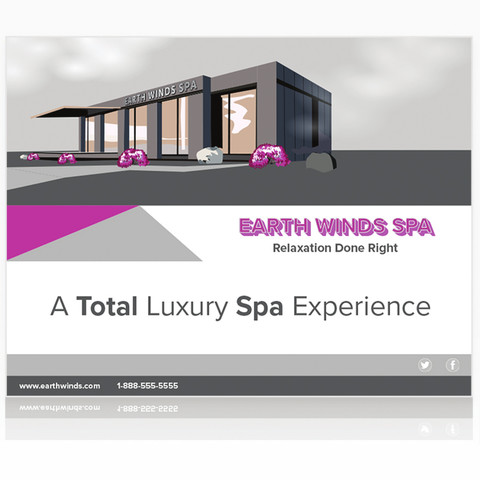 EARTH WINDS SPA
EARTH WINDS SPA
Relaxation Done Right
A Total Luxury Spa Experience
www.earthwinds.com 1-888-555-5555